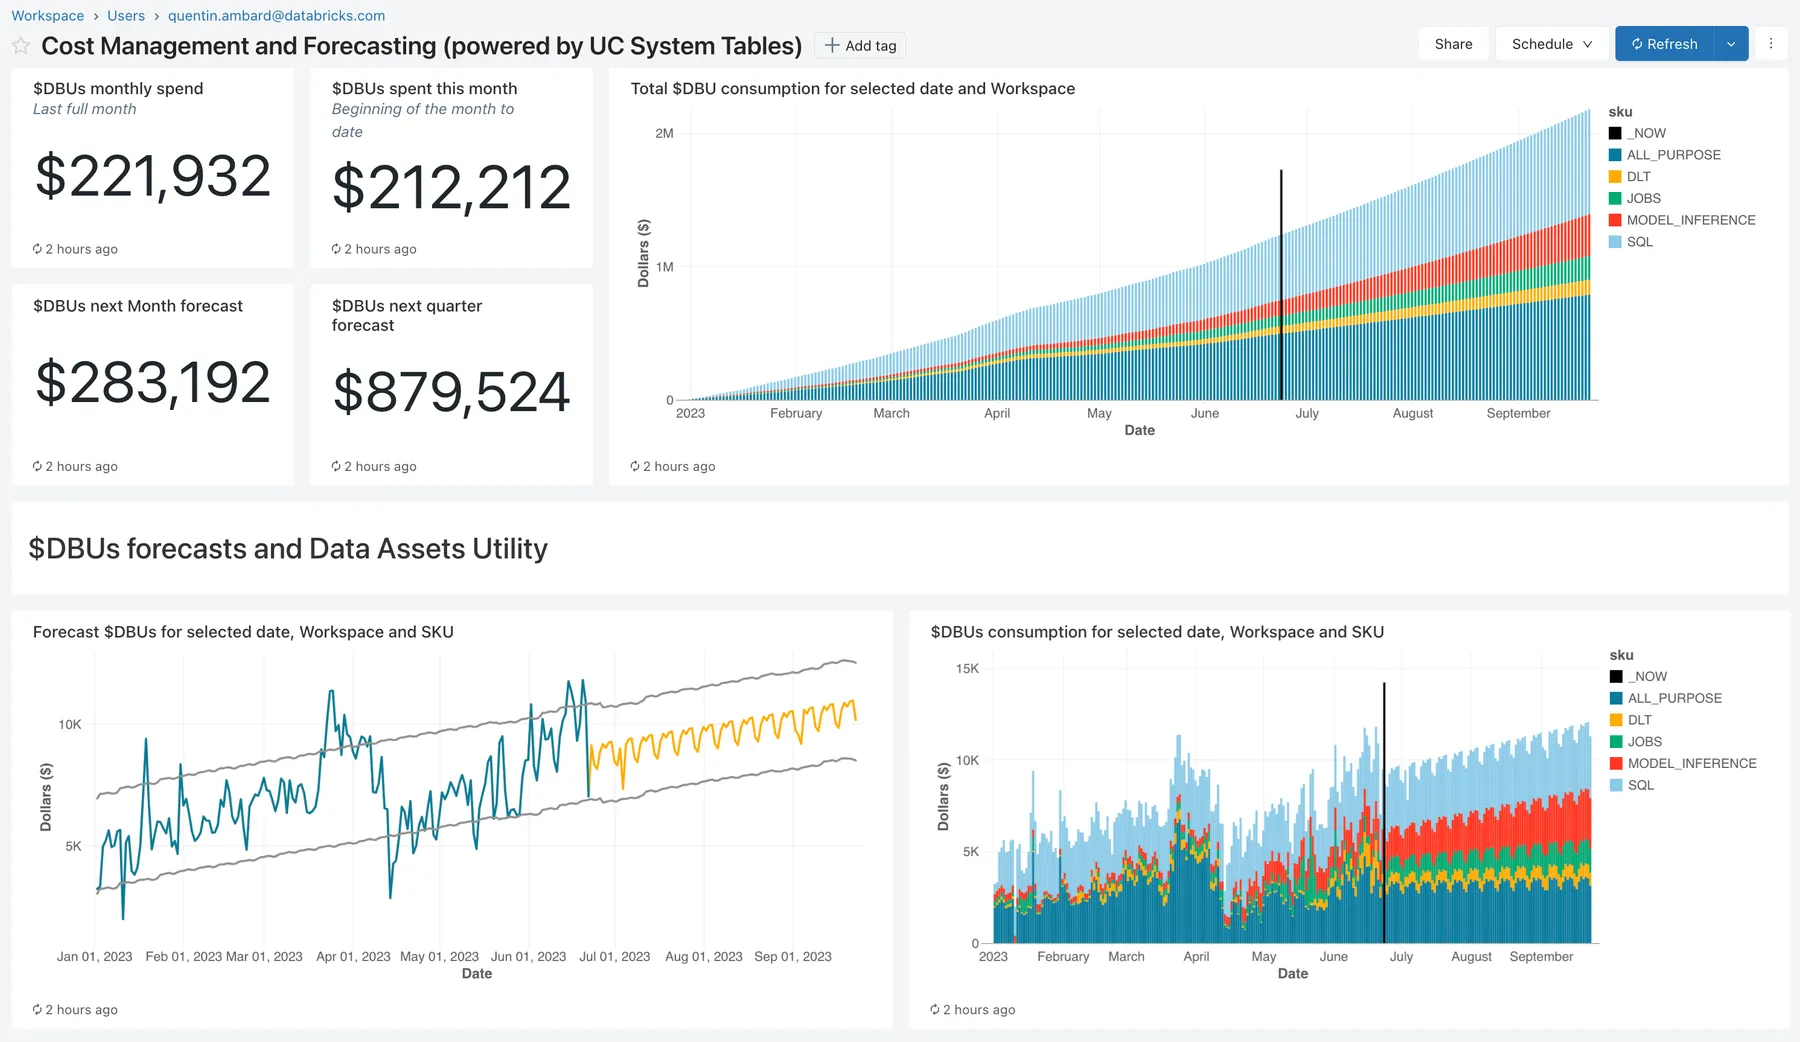 Workspace › Users › quentin.ambard@databricks.com
Cost Management and Forecasting (powered by UC System Tables)
Add tag
Share
Schedule
Refresh
$DBUs monthly spend
Last full month
$221,932
2 hours ago
$DBUs spent this month
Beginning of the month to
date
$212,212
2 hours ago
$DBUs next Month forecast
$283,192
2 hours ago
$DBUs next quarter
forecast
$879,524
2 hours ago
Total $DBU consumption for selected date and Workspace
Dollars ($)
2M
1M
0
2023 February March April May June July August September
Date
sku
_NOW
ALL_PURPOSE
DLT
JOBS
MODEL_INFERENCE
SQL
2 hours ago
$DBUs forecasts and Data Assets Utility
Forecast $DBUs for selected date, Workspace and SKU
Dollars ($)
10K
5K
Jan 01, 2023 Feb 01, 2023 Mar 01, 2023 Apr 01, 2023 May 01, 2023 Jun 01, 2023 Jul 01, 2023 Aug 01, 2023 Sep 01, 2023
Date
2 hours ago
$DBUs consumption for selected date, Workspace and SKU
Dollars ($)
15K
10K
5K
0
2023 February March April May June July August September
Date
sku
_NOW
ALL_PURPOSE
DLT
JOBS
MODEL_INFERENCE
SQL
2 hours ago